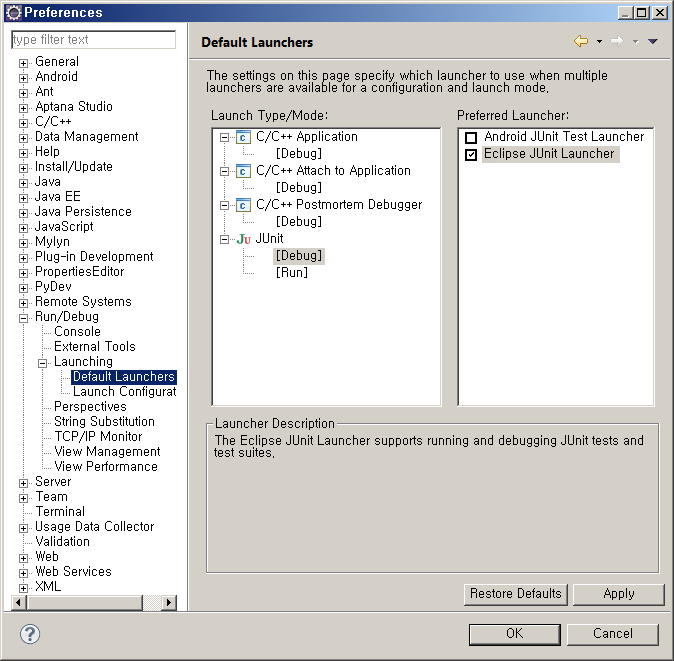 Preferences
type filter text
General
Android
Ant
Aptana Studio
C/C++
Data Management
Help
Install/Update
Java
Java EE
Java Persistence
JavaScript
Mylyn
Plug-in Development
PropertiesEditor
PyDev
Remote Systems
Run/Debug
Console
External Tools
Launching
Default Launchers
Launch Configurat
Perspectives
String Substitution
TCP/IP Monitor
View Management
View Performance
Server
Team
Terminal
Usage Data Collector
Validation
Web
Web Services
XML
Default Launchers
The settings on this page specify which launcher to use when multiple
launchers are available for a configuration and launch mode.
Launch Type/Mode:
C/C++ Application
[Debug]
C/C++ Attach to Application
[Debug]
C/C++ Postmortem Debugger
[Debug]
JUnit
[Debug]
[Run]
Preferred Launcher:
Android JUnit Test Launcher
Eclipse JUnit Launcher
Launcher Description
The Eclipse JUnit Launcher supports running and debugging JUnit tests and
test suites.
Restore Defaults
Apply
OK
Cancel